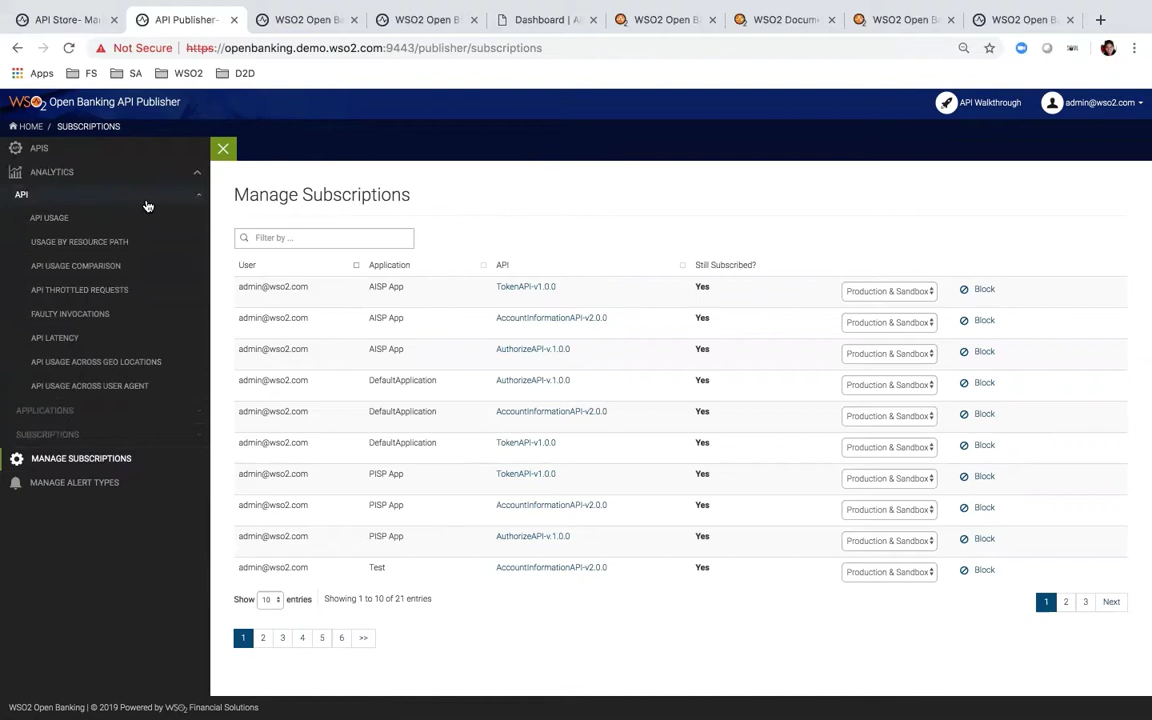 API Store- Man
API Publisher-
WSO2 Open Ba
WSO2 Open B
Dashboard | A
WSO2 Open B
WSO2 Docum
WSO2 Open B
WSO2 Open Ba
Not Secure | https://openbanking.demo.wso2.com:9443/publisher/subscriptions
Apps FS SA WSO2 D2D
WSO2 Open Banking API Publisher
API Walkthrough
admin@wso2.com
HOME / SUBSCRIPTIONS
APIS
ANALYTICS
API
API USAGE
USAGE BY RESOURCE PATH
API USAGE COMPARISON
API THROTTLED REQUESTS
FAULTY INVOCATIONS
API LATENCY
API USAGE ACROSS GEO LOCATIONS
API USAGE ACROSS USER AGENT
APPLICATIONS
SUBSCRIPTIONS
MANAGE SUBSCRIPTIONS
MANAGE ALERT TYPES
Manage Subscriptions
Filter by ...
User Application API Still Subscribed?
admin@wso2.com AISP App TokenAPI-v1.0.0 Yes Production & Sandbox Block
admin@wso2.com AISP App AccountInformationAPI-v2.0.0 Yes Production & Sandbox Block
admin@wso2.com AISP App AuthorizeAPI-v.1.0.0 Yes Production & Sandbox Block
admin@wso2.com DefaultApplication AuthorizeAPI-v.1.0.0 Yes Production & Sandbox Block
admin@wso2.com DefaultApplication AccountInformationAPI-v2.0.0 Yes Production & Sandbox Block
admin@wso2.com DefaultApplication TokenAPI-v1.0.0 Yes Production & Sandbox Block
admin@wso2.com PISP App TokenAPI-v1.0.0 Yes Production & Sandbox Block
admin@wso2.com PISP App AccountInformationAPI-v2.0.0 Yes Production & Sandbox Block
admin@wso2.com PISP App AuthorizeAPI-v.1.0.0 Yes Production & Sandbox Block
admin@wso2.com Test AccountInformationAPI-v2.0.0 Yes Production & Sandbox Block
Show 10 entries Showing 1 to 10 of 21 entries
1 2 3 Next
1 2 3 4 5 6 >>
WSO2 Open Banking | © 2019 Powered by WSO2 Financial Solutions